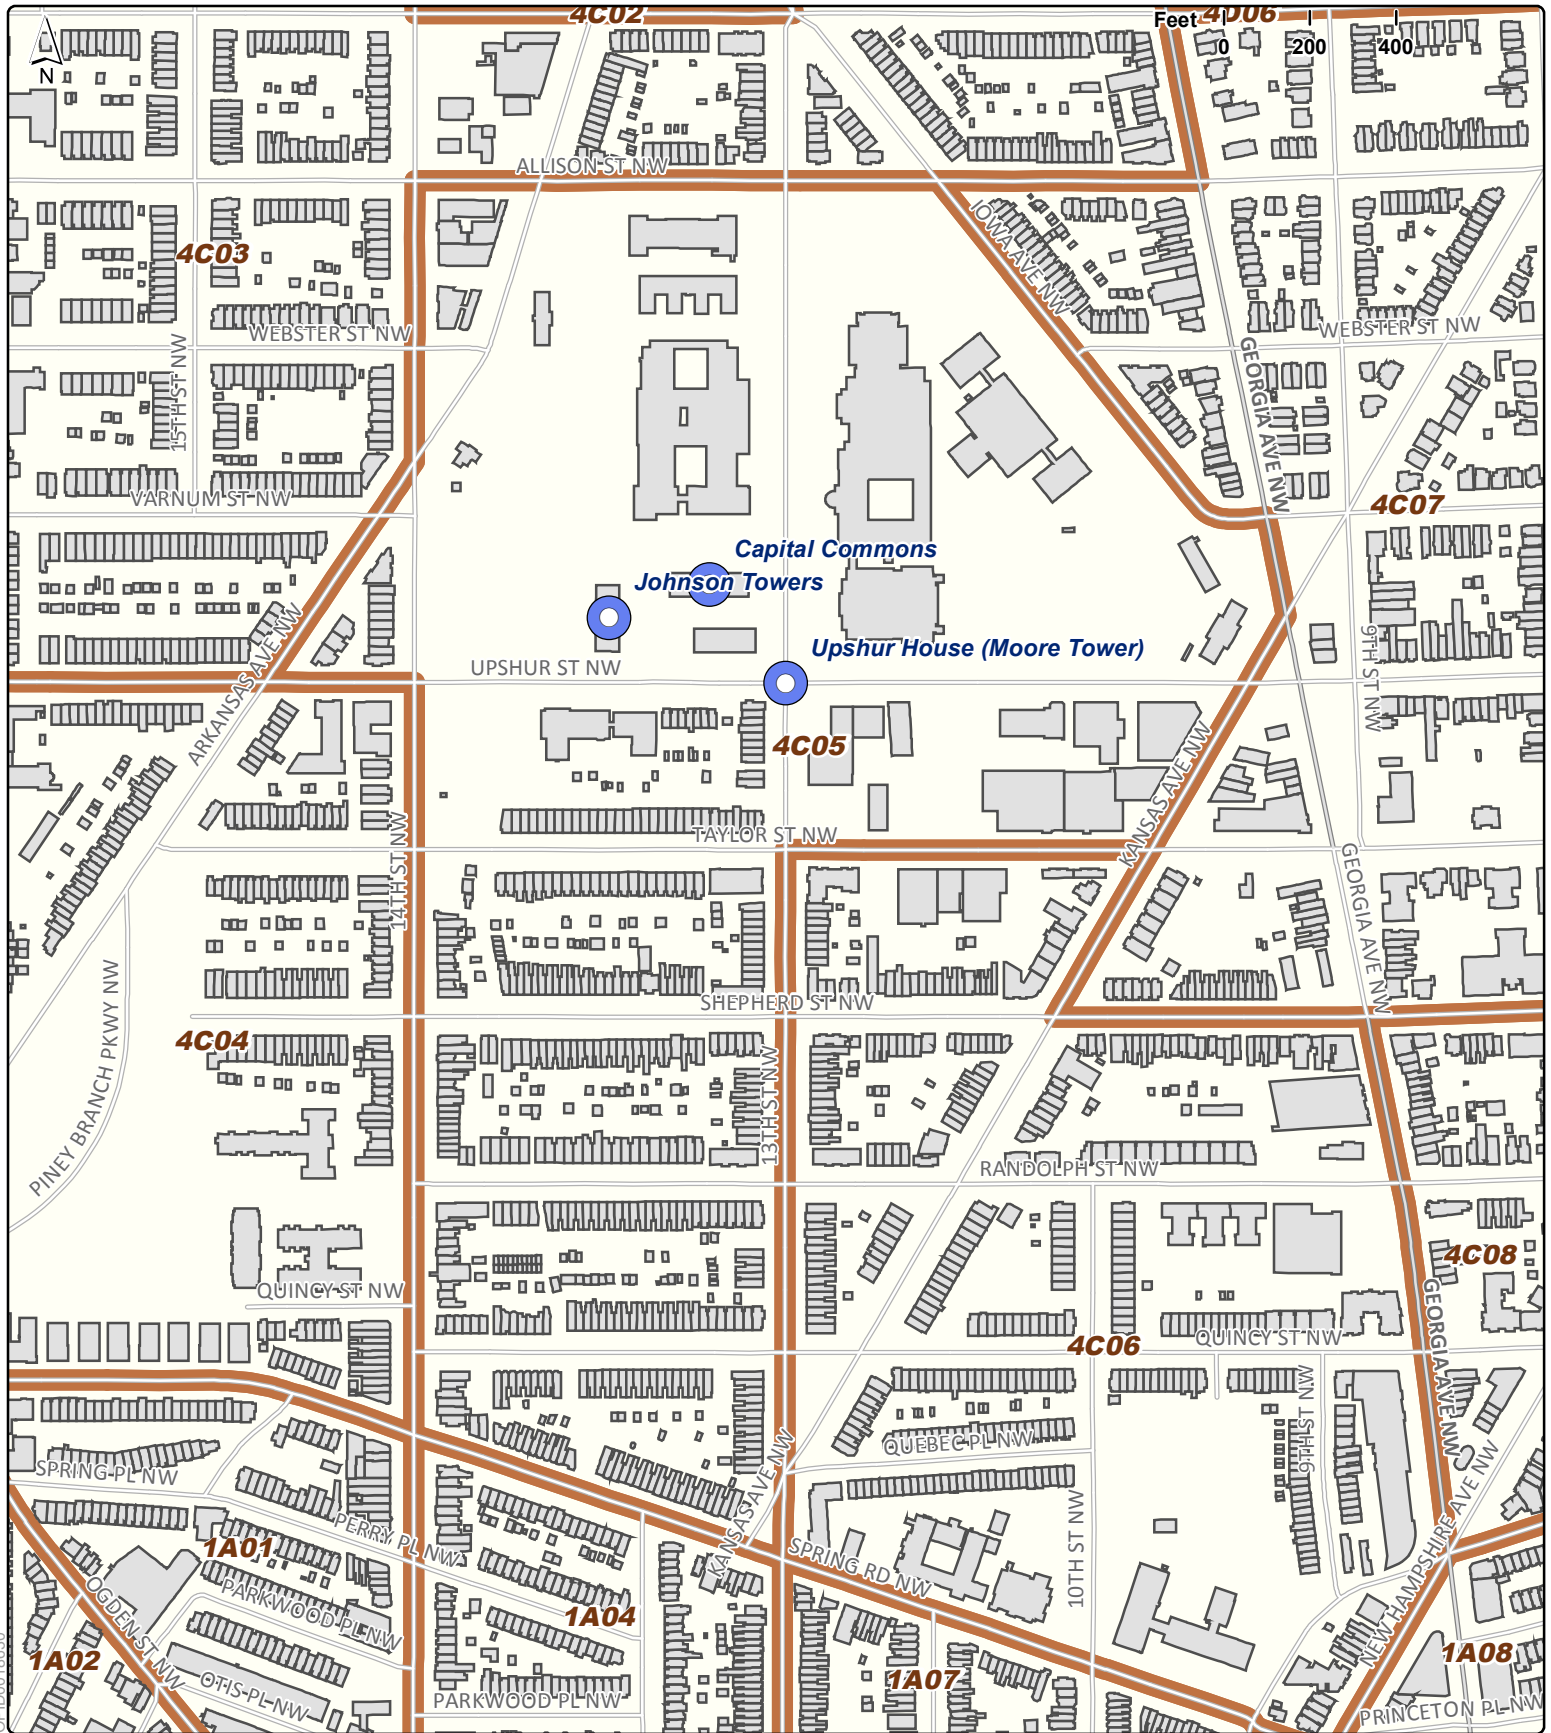 4C02
Feet 4D06
0 200 400
N
ALLISON ST NW
IOWA AVE NW
4C03
WEBSTER ST NW
WEBSTER ST NW
15TH ST NW
GEORGIA AVE NW
VARNUM ST NW
4C07
Capital Commons
Johnson Towers
Upshur House (Moore Tower)
ARKANSAS AVE NW
UPSHUR ST NW
9TH ST NW
4C05
KANSAS AVE NW
TAYLOR ST NW
14TH ST NW
GEORGIA AVE NW
SHEPHERD ST NW
PINEY BRANCH PKWY NW
4C04
13TH ST NW
RANDOLPH ST NW
4C08
QUINCY ST NW
QUINCY ST NW
4C06
GEORGIA AVE NW
9TH ST NW
QUEBEC PL NW
SPRING PL NW
KANSAS AVE NW
10TH ST NW
NEW HAMPSHIRE AVE NW
PERRY PL NW
SPRING RD NW
1A01
OGDEN ST NW
PARKWOOD PL NW
1A04
1A02
1A07
1A08
OTIS PL NW
PARKWOOD PL NW
PRINCETON PL NW